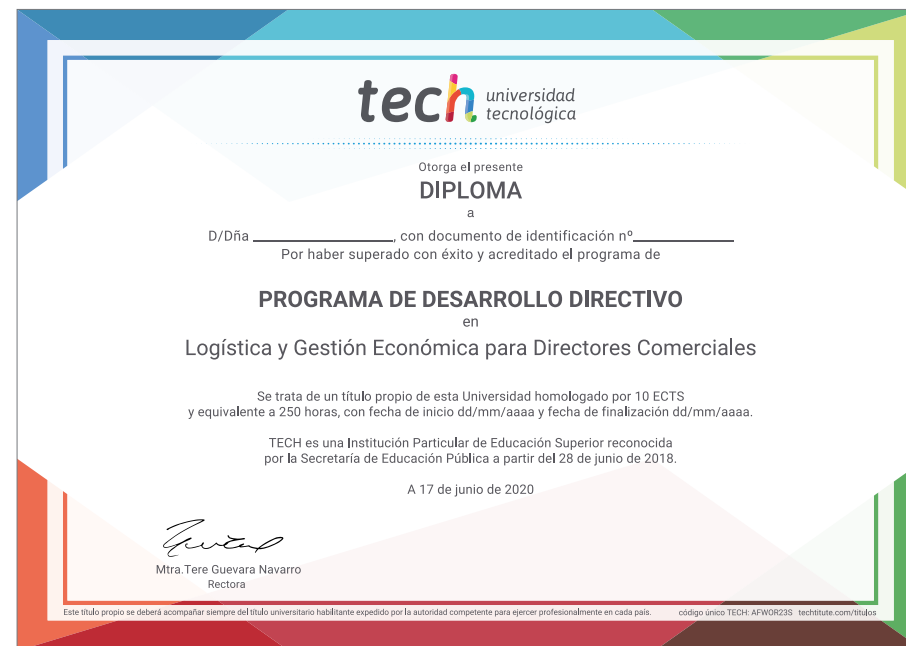 tech universidad
tecnológica
Otorga el presente
DIPLOMA
a
D/Dña ____________, con documento de identificación nº____________
Por haber superado con éxito y acreditado el programa de
PROGRAMA DE DESARROLLO DIRECTIVO
en
Logística y Gestión Económica para Directores Comerciales
Se trata de un título propio de esta Universidad homologado por 10 ECTS
y equivalente a 250 horas, con fecha de inicio dd/mm/aaaa y fecha de finalización dd/mm/aaaa.
TECH es una Institución Particular de Educación Superior reconocida
por la Secretaría de Educación Pública a partir del 28 de junio de 2018.
A 17 de junio de 2020
Mtra.Tere Guevara Navarro
Rectora
Este título propio se deberá acompañar siempre del título universitario habilitante expedido por la autoridad competente para ejercer profesionalmente en cada país. código único TECH: AFWOR23S techtitute.com/titulos